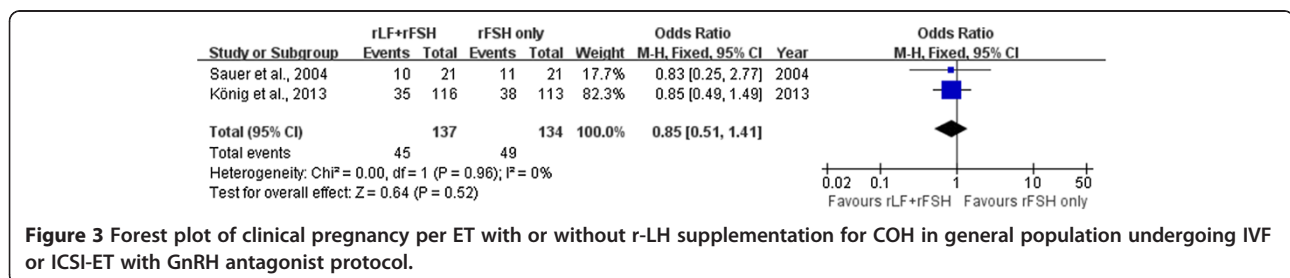 rLF+rFSH rFSH only Odds Ratio Odds Ratio
Study or Subgroup Events Total Events Total Weight M-H, Fixed, 95% CI Year M-H, Fixed, 95% CI
Sauer et al., 2004 10 21 11 21 17.7% 0.83 [0.25, 2.77] 2004
König et al., 2013 35 116 38 113 82.3% 0.85 [0.49, 1.49] 2013
Total (95% CI) 137 134 100.0% 0.85 [0.51, 1.41]
Total events 45 49
Heterogeneity: Chi² = 0.00, df = 1 (P = 0.96); I² = 0%
Test for overall effect: Z = 0.64 (P = 0.52)
0.02 0.1 1 10 50
Favours rLF+rFSH Favours rFSH only
Figure 3 Forest plot of clinical pregnancy per ET with or without r-LH supplementation for COH in general population undergoing IVF
or ICSI-ET with GnRH antagonist protocol.